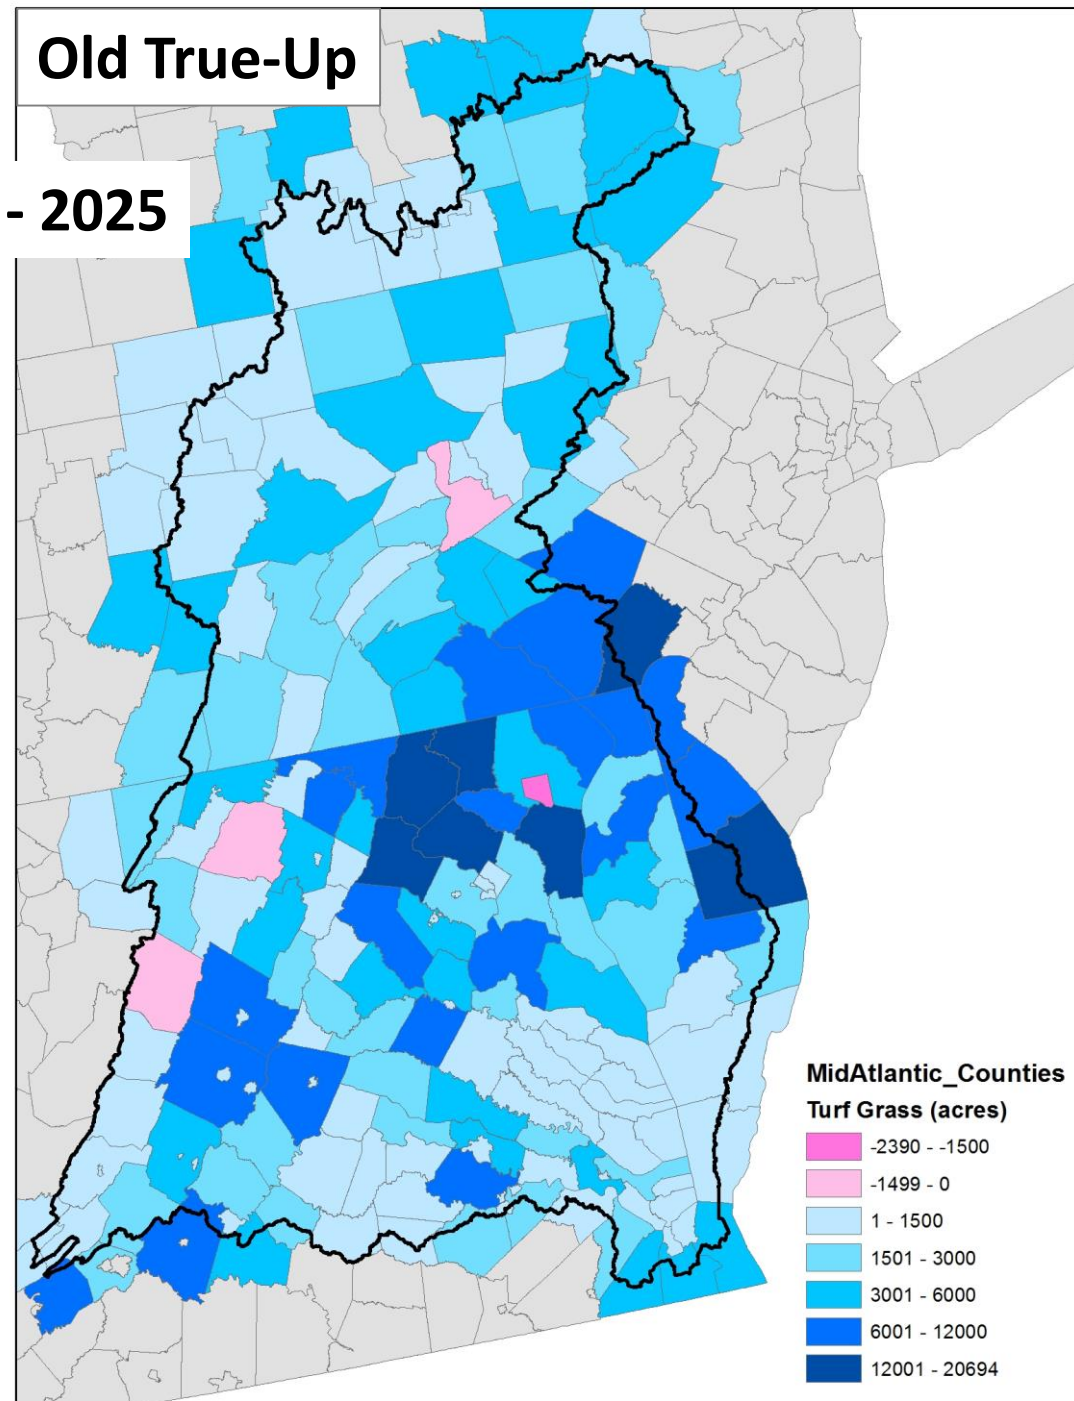 Old True-Up
- 2025
MidAtlantic_Counties
Turf Grass (acres)
-2390 - -1500
-1499 - 0
1 - 1500
1501 - 3000
3001 - 6000
6001 - 12000
12001 - 20694